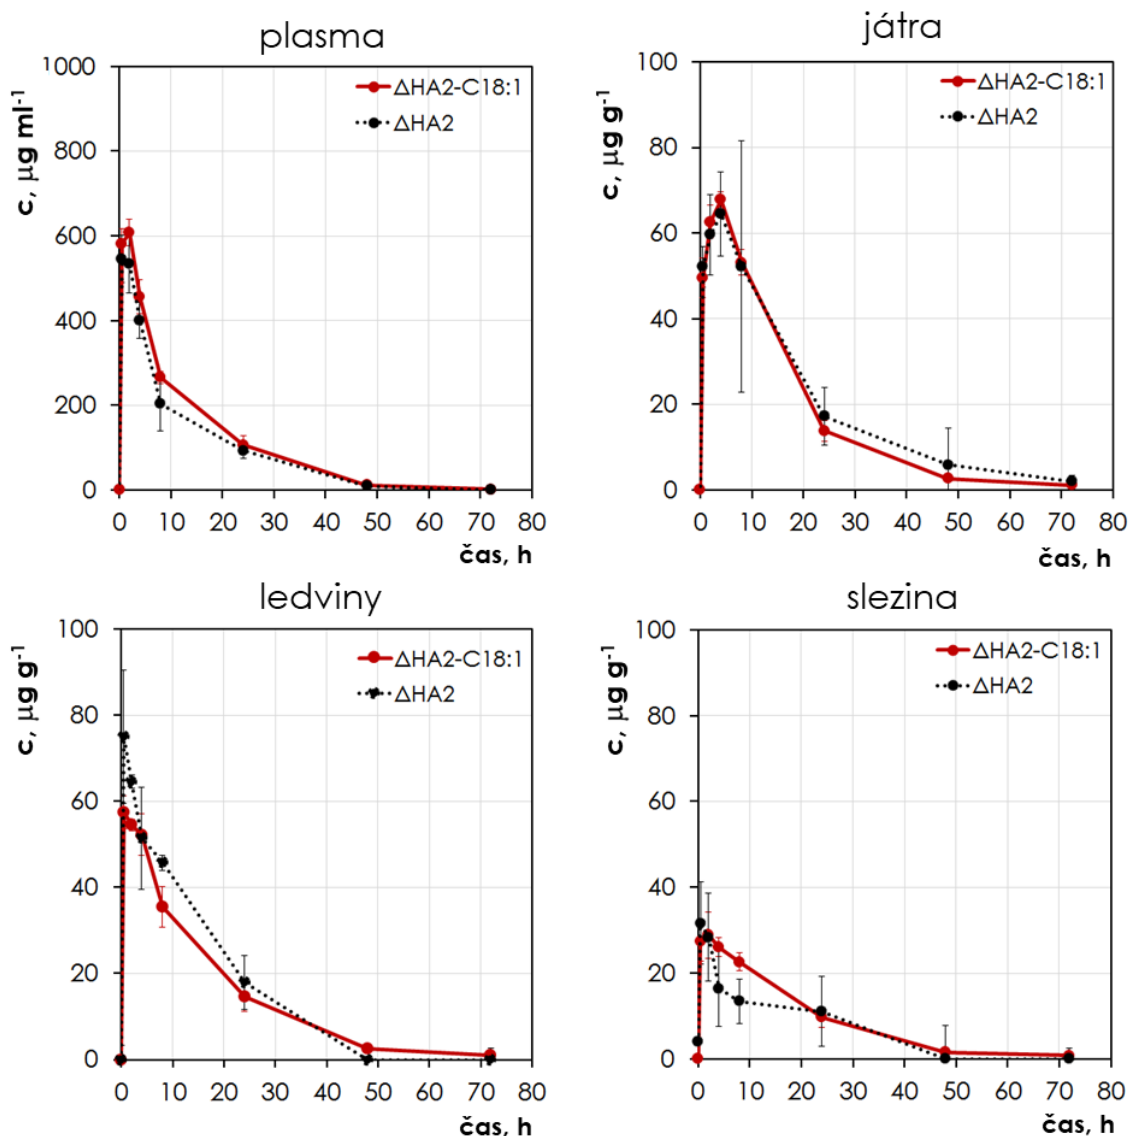 plasma
c, µg ml⁻¹
1000
800
600
400
200
0
ΔHA2-C18:1
ΔHA2
0 10 20 30 40 50 60 70 80
čas, h
játra
c, µg g⁻¹
100
80
60
40
20
0
ΔHA2-C18:1
ΔHA2
0 10 20 30 40 50 60 70 80
čas, h
ledviny
c, µg g⁻¹
100
80
60
40
20
0
ΔHA2-C18:1
ΔHA2
0 10 20 30 40 50 60 70 80
čas, h
slezina
c, µg g⁻¹
100
80
60
40
20
0
ΔHA2-C18:1
ΔHA2
0 10 20 30 40 50 60 70 80
čas, h